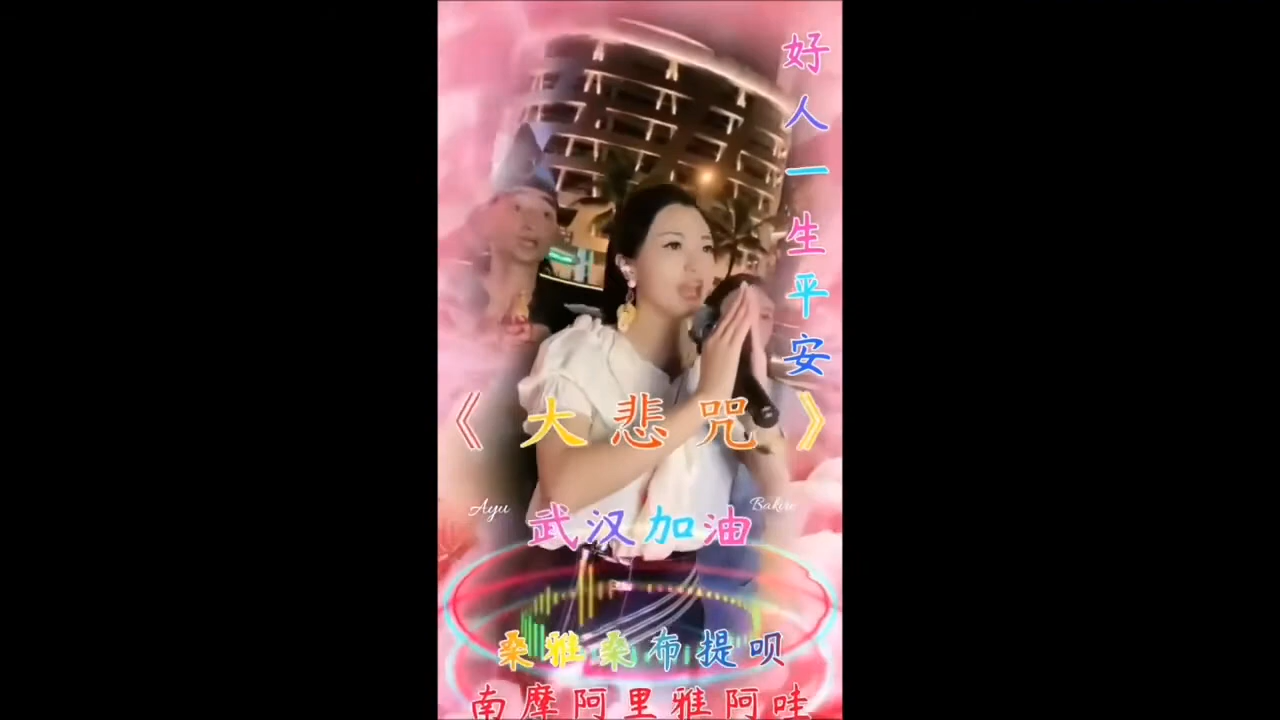 好人一生平安
《大悲咒》
Ayu
武汉加油
桑雅桑布提呗
南摩阿里雅阿哇